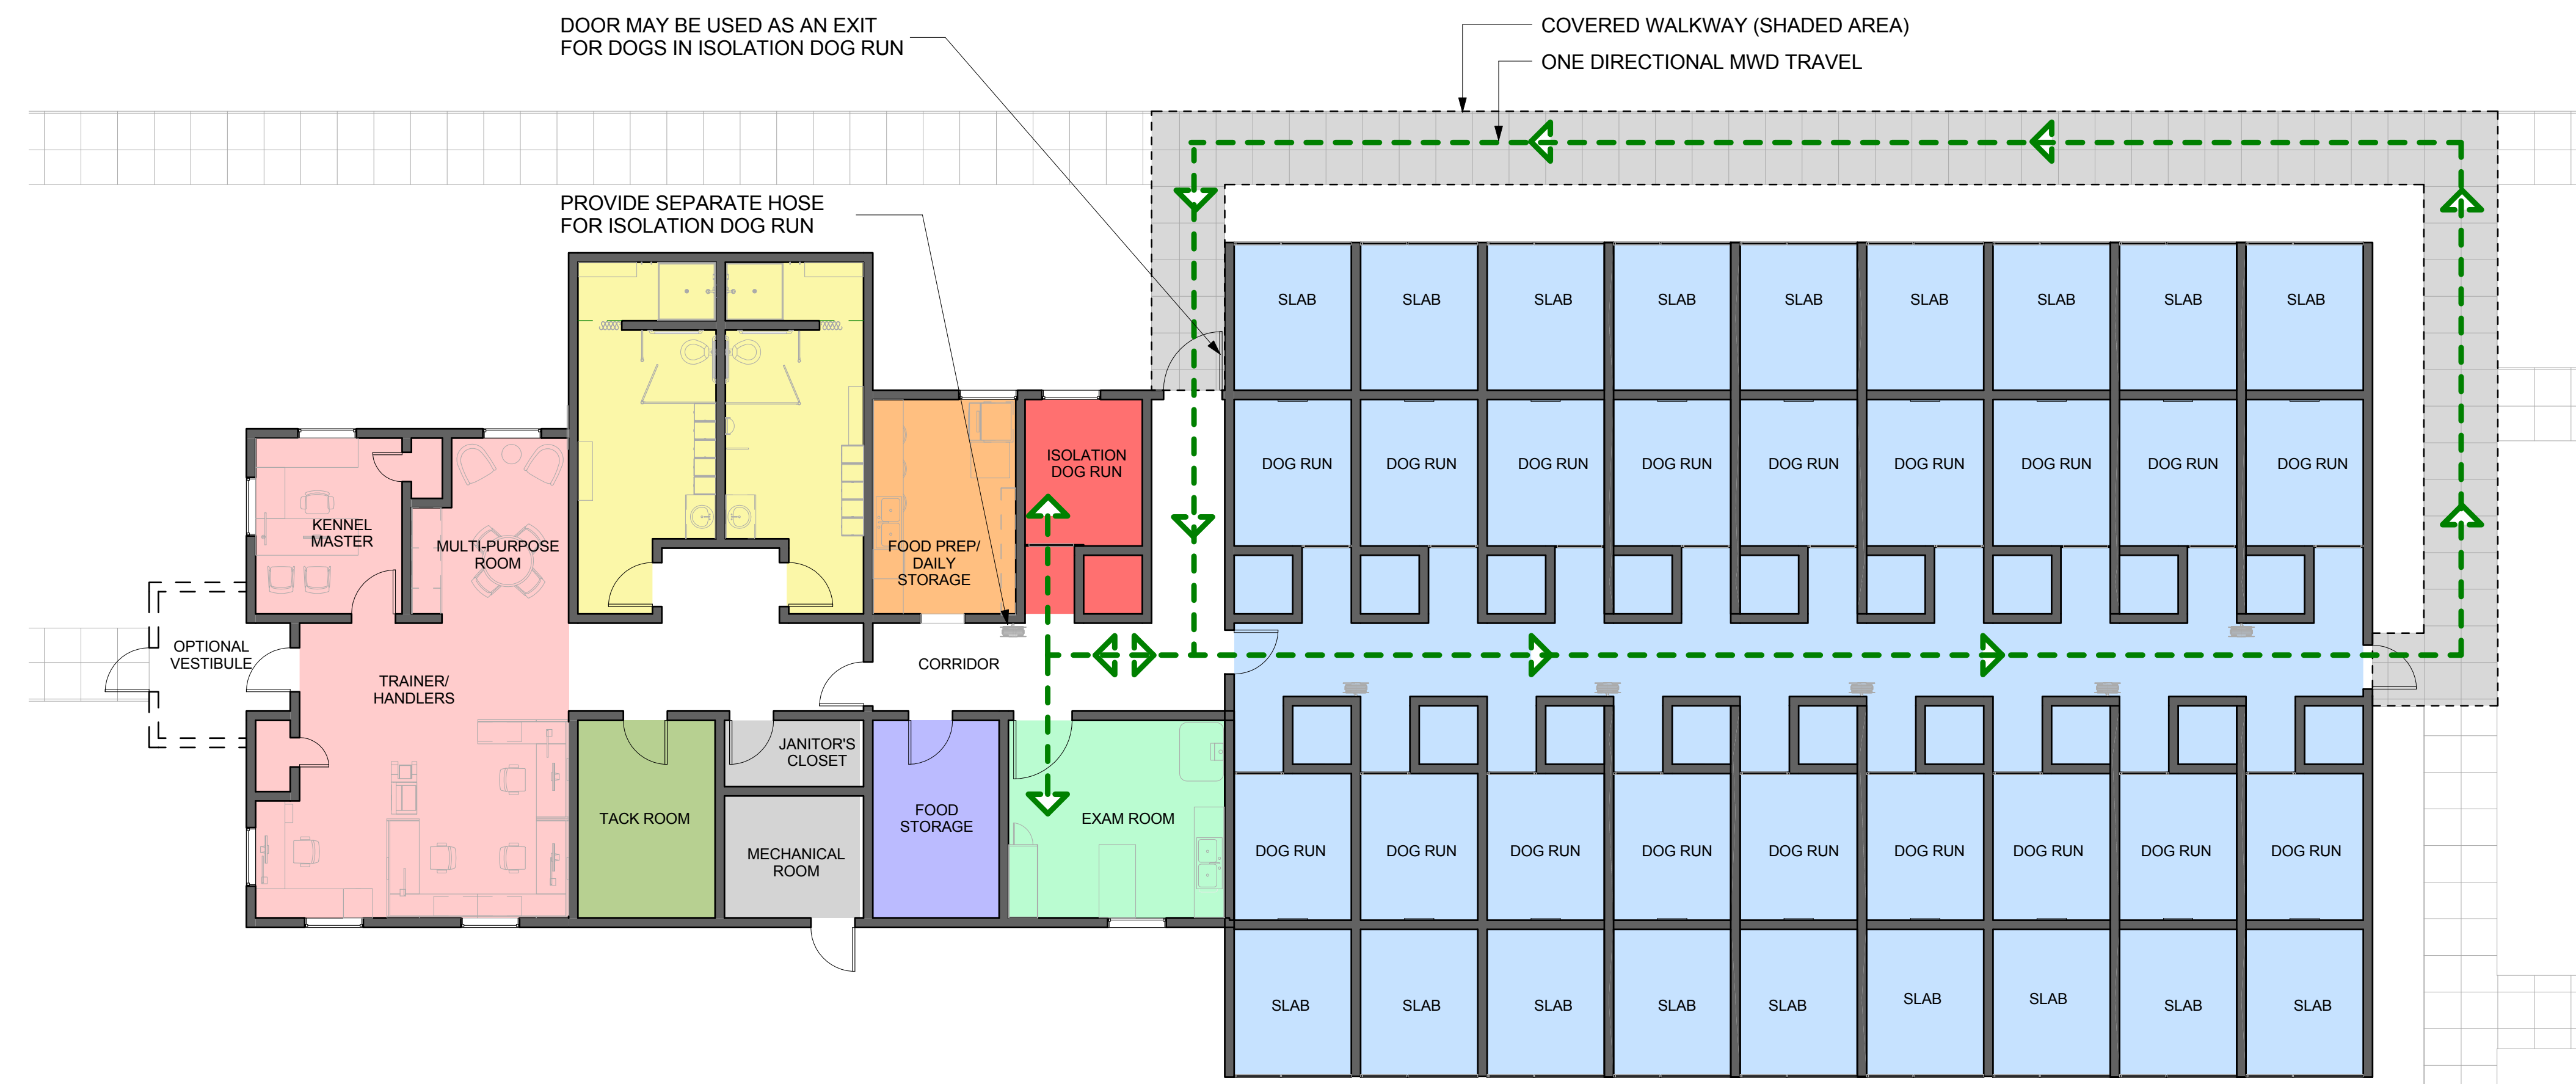 DOOR MAY BE USED AS AN EXIT
FOR DOGS IN ISOLATION DOG RUN
COVERED WALKWAY (SHADED AREA)
ONE DIRECTIONAL MWD TRAVEL
PROVIDE SEPARATE HOSE
FOR ISOLATION DOG RUN
SLAB
SLAB
SLAB
SLAB
SLAB
SLAB
SLAB
SLAB
SLAB
ISOLATION
DOG RUN
DOG RUN
DOG RUN
DOG RUN
DOG RUN
DOG RUN
DOG RUN
DOG RUN
DOG RUN
DOG RUN
KENNEL
MASTER
MULTI-PURPOSE
ROOM
FOOD PREP/
DAILY
STORAGE
OPTIONAL
VESTIBULE
TRAINER/
HANDLERS
CORRIDOR
JANITOR'S
CLOSET
TACK ROOM
MECHANICAL
ROOM
FOOD
STORAGE
EXAM ROOM
DOG RUN
DOG RUN
DOG RUN
DOG RUN
DOG RUN
DOG RUN
DOG RUN
DOG RUN
DOG RUN
SLAB
SLAB
SLAB
SLAB
SLAB
SLAB
SLAB
SLAB
SLAB